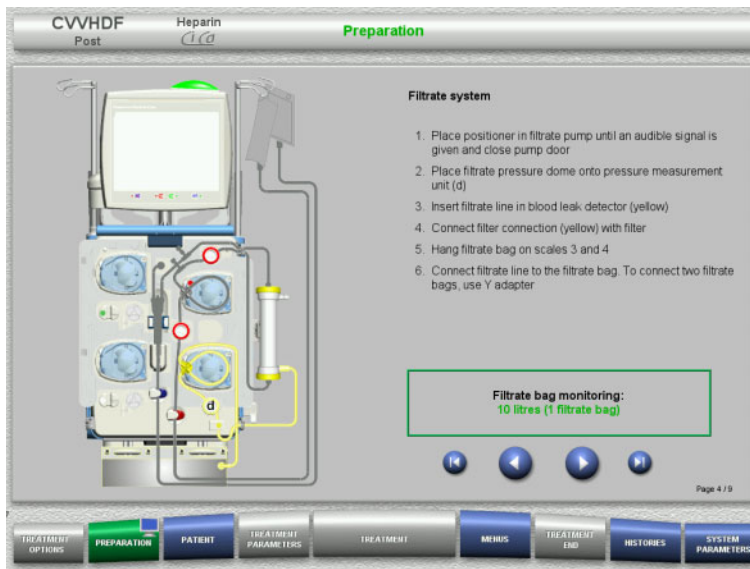 CVVHDF
Post
Heparin
Ci Ca
Preparation
Filtrate system
1. Place positioner in filtrate pump until an audible signal is
given and close pump door
2. Place filtrate pressure dome onto pressure measurement
unit (d)
3. Insert filtrate line in blood leak detector (yellow)
4. Connect filter connection (yellow) with filter
5. Hang filtrate bag on scales 3 and 4
6. Connect filtrate line to the filtrate bag. To connect two filtrate
bags, use Y adapter
d
Filtrate bag monitoring:
10 litres (1 filtrate bag)
Page 4 / 9
TREATMENT
OPTIONS
PREPARATION
PATIENT
TREATMENT
PARAMETERS
TREATMENT
MENUS
TREATMENT
END
HISTORIES
SYSTEM
PARAMETERS